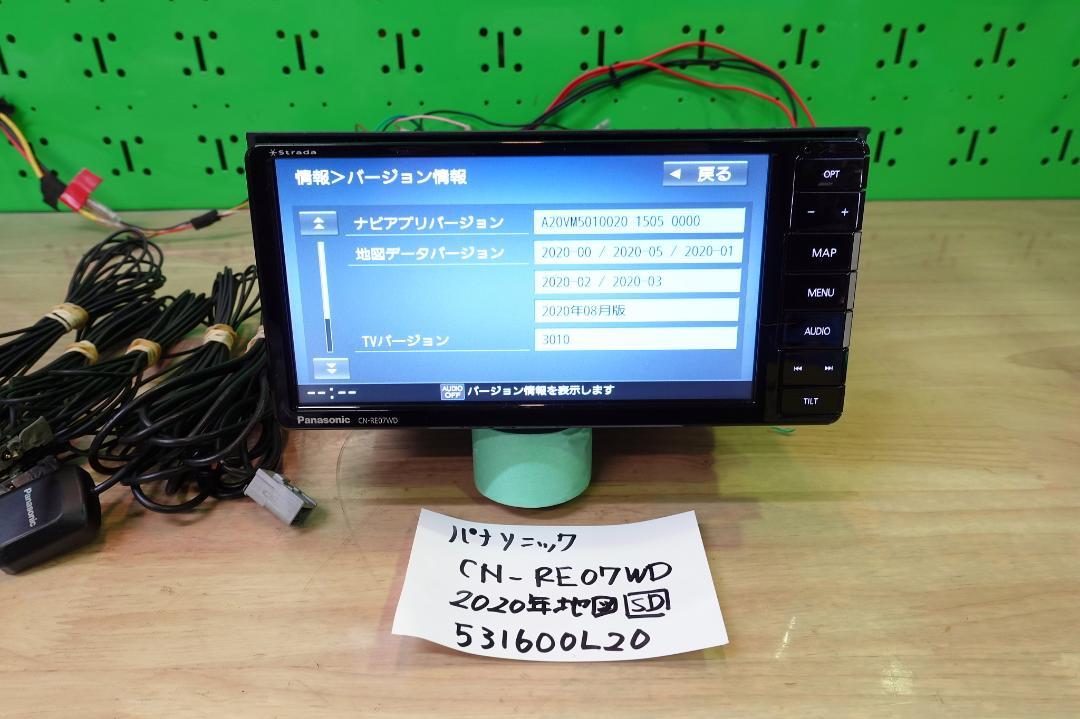 Strada
情報>バージョン情報
◀ 戻る
ナビアプリバージョン A20VM5010020 1505 0000
地図データバージョン 2020-00 / 2020-05 / 2020-01
2020-02 / 2020-03
2020年08月版
TVバージョン 3010
--:-- AUDIO OFF バージョン情報を表示します
Panasonic CN-RE07WD
OPT
- +
MAP
MENU
AUDIO
TILT
Panasonic
パナソニック
CN-RE07WD
2020年地図 SD
531600L20